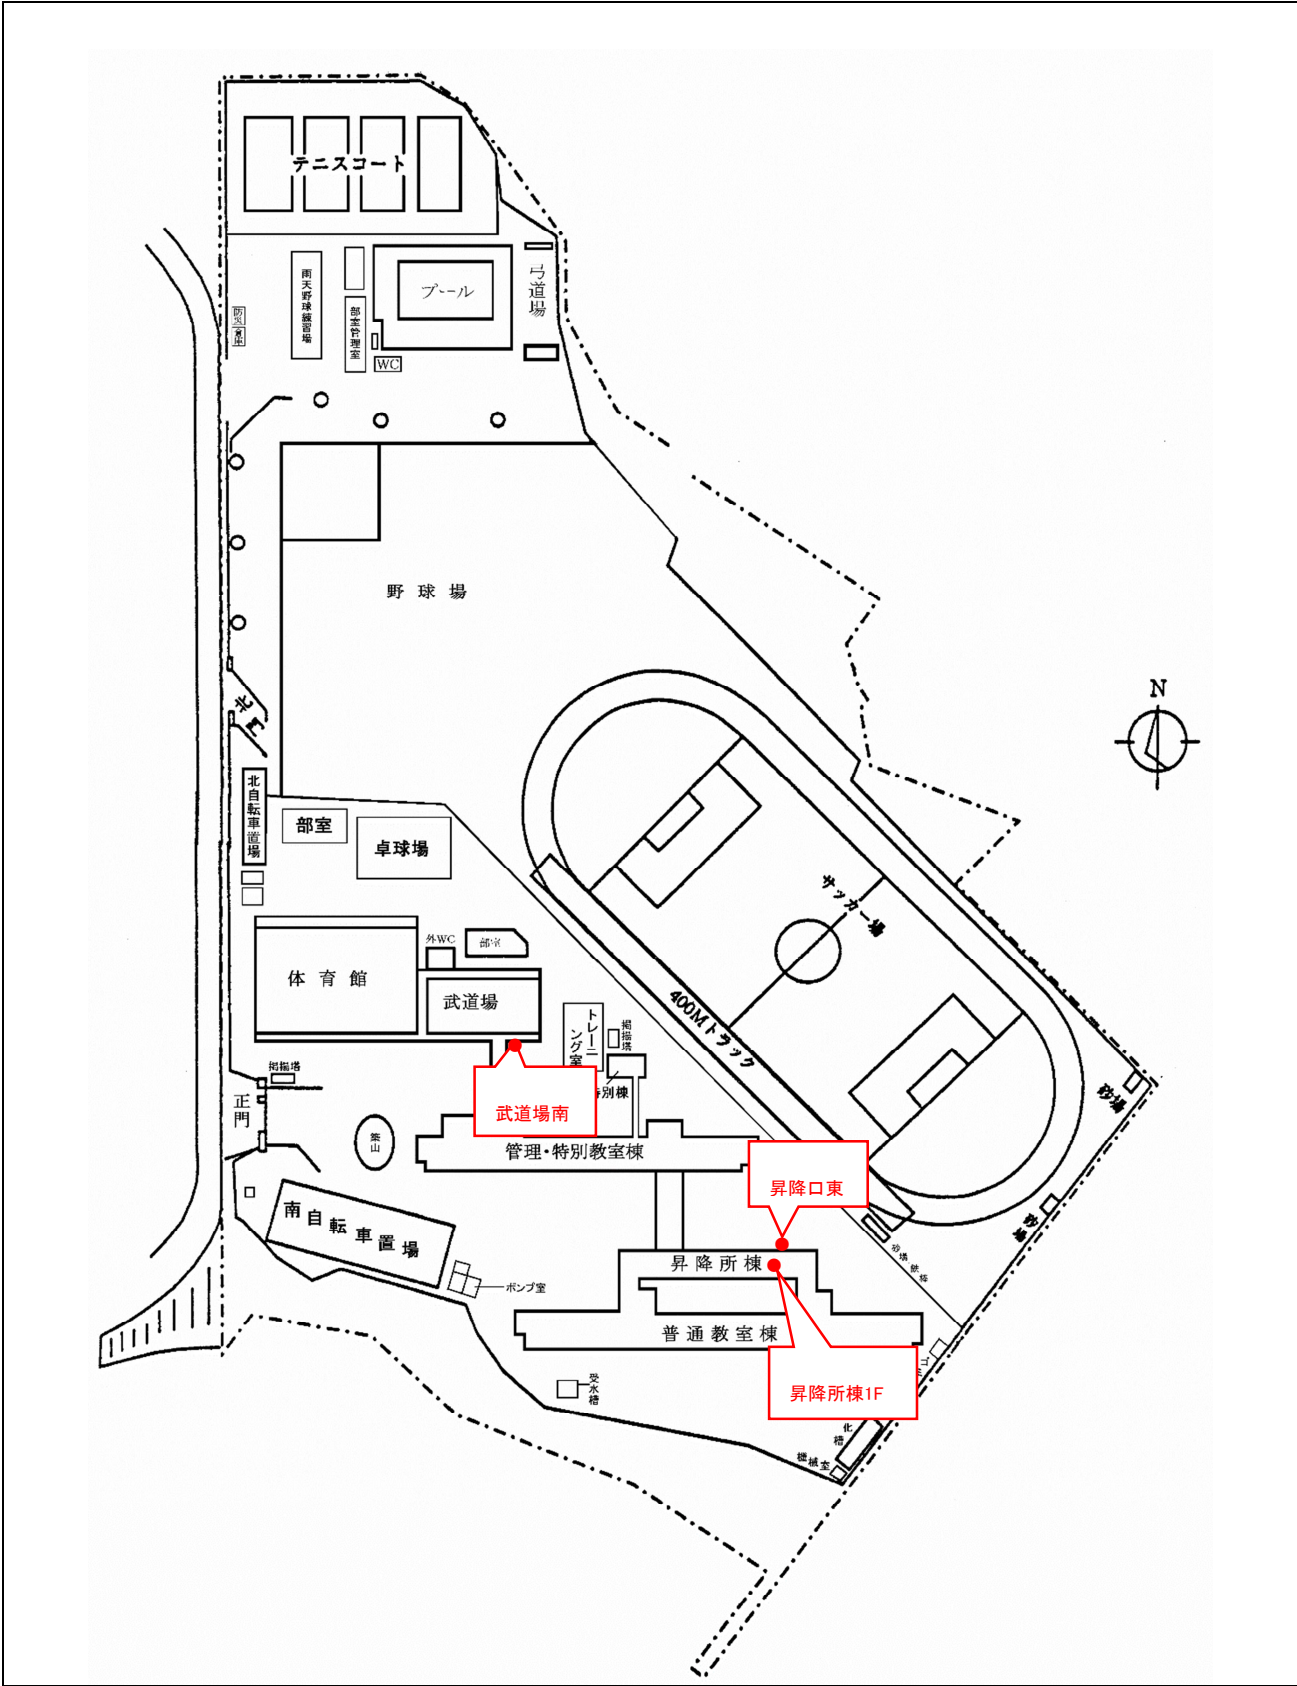 テニスコート
雨天野球練習場
部室管理室
プール
弓道場
防災倉庫
WC
野球場
北門
N
北自転車置場
部室
卓球場
サッカー場
400Mトラック
体育館
外WC
部室
武道場
トレーニング室
掲揚塔
特別棟
掲揚塔
正門
築山
武道場南
管理・特別教室棟
砂場
砂場
昇降口東
南自転車置場
ポンプ室
昇降所棟
砂場
鉄棒
普通教室棟
昇降所棟1F
受水槽
化
槽
機械室